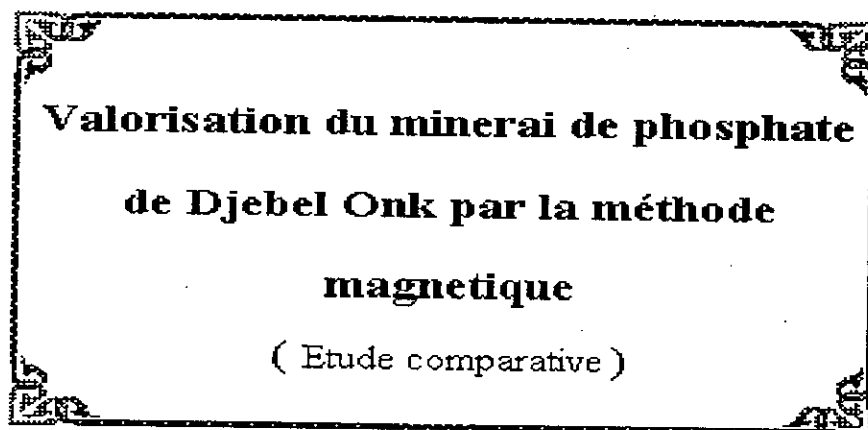 Valorisation du minerai de phosphate
de Djebel Onk par la méthode
magnetique
( Etude comparative )